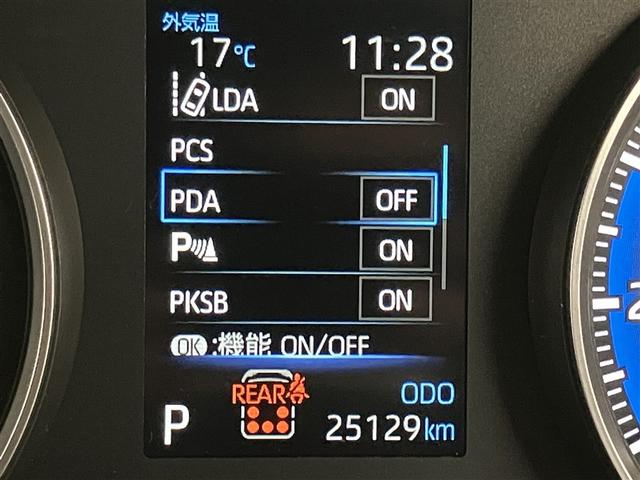 外気温
17℃ 11:28
LDA ON
PCS
PDA OFF
P ON
PKSB ON
OK:機能 ON/OFF
REAR
ODO
P 25129km